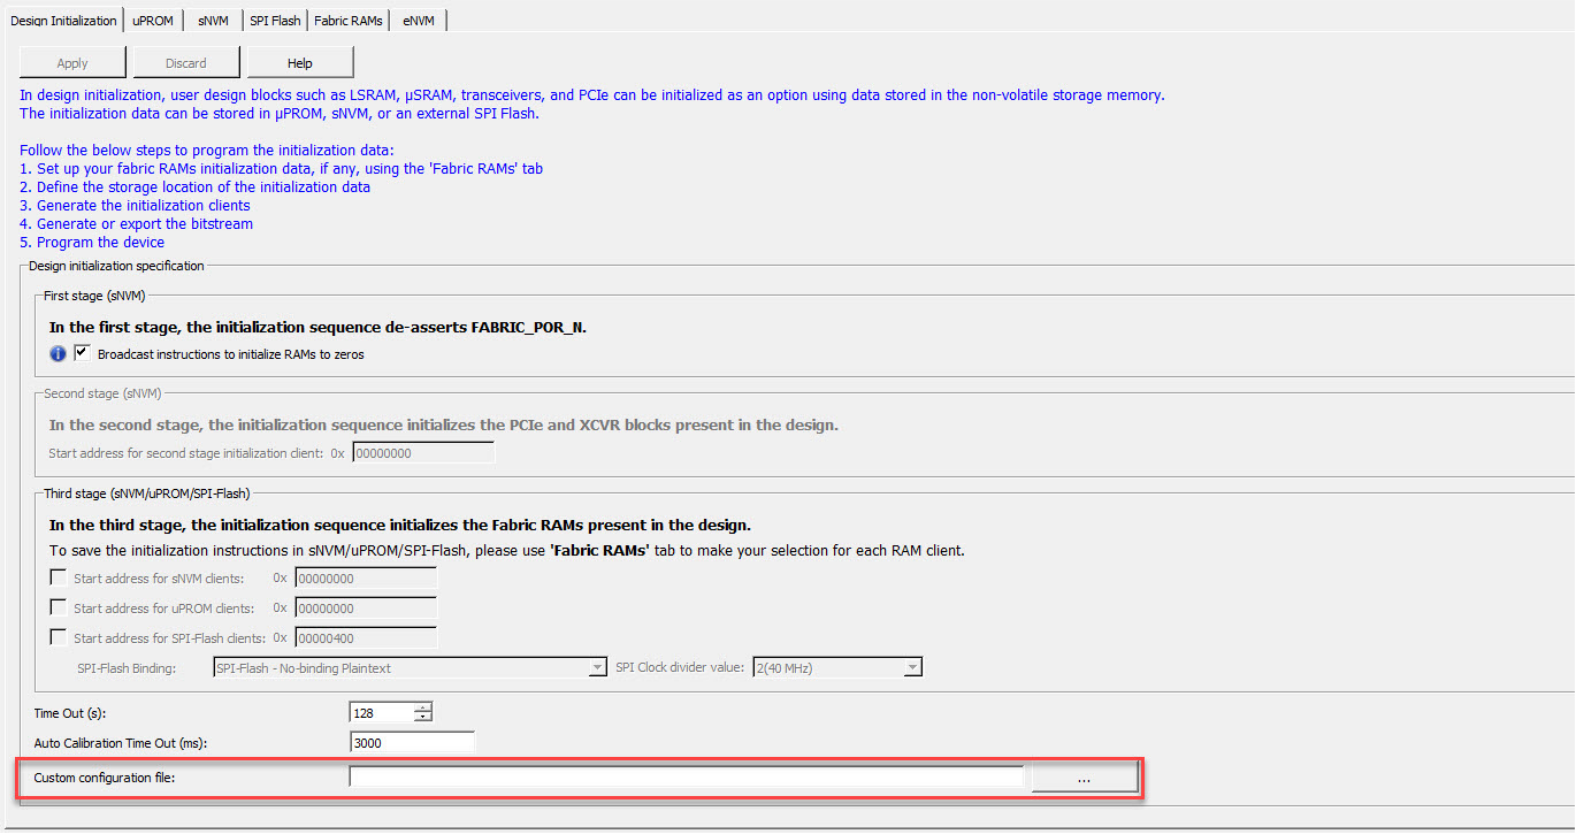 Design Initialization uPROM sNVM SPI Flash Fabric RAMs eNVM
Apply Discard Help
In design initialization, user design blocks such as LSRAM, µSRAM, transceivers, and PCIe can be initialized as an option using data stored in the non-volatile storage memory.
The initialization data can be stored in µPROM, sNVM, or an external SPI Flash.
Follow the below steps to program the initialization data:
1. Set up your fabric RAMs initialization data, if any, using the 'Fabric RAMs' tab
2. Define the storage location of the initialization data
3. Generate the initialization clients
4. Generate or export the bitstream
5. Program the device
Design initialization specification
First stage (sNVM)
In the first stage, the initialization sequence de-asserts FABRIC_POR_N.
Broadcast instructions to initialize RAMs to zeros
Second stage (sNVM)
In the second stage, the initialization sequence initializes the PCIe and XCVR blocks present in the design.
Start address for second stage initialization client: 0x 00000000
Third stage (sNVM/uPROM/SPI-Flash)
In the third stage, the initialization sequence initializes the Fabric RAMs present in the design.
To save the initialization instructions in sNVM/uPROM/SPI-Flash, please use 'Fabric RAMs' tab to make your selection for each RAM client.
Start address for sNVM clients: 0x 00000000
Start address for uPROM clients: 0x 00000000
Start address for SPI-Flash clients: 0x 00000400
SPI-Flash Binding: SPI-Flash - No-binding Plaintext SPI Clock divider value: 2(40 MHz)
Time Out (s): 128
Auto Calibration Time Out (ms): 3000
Custom configuration file: ...